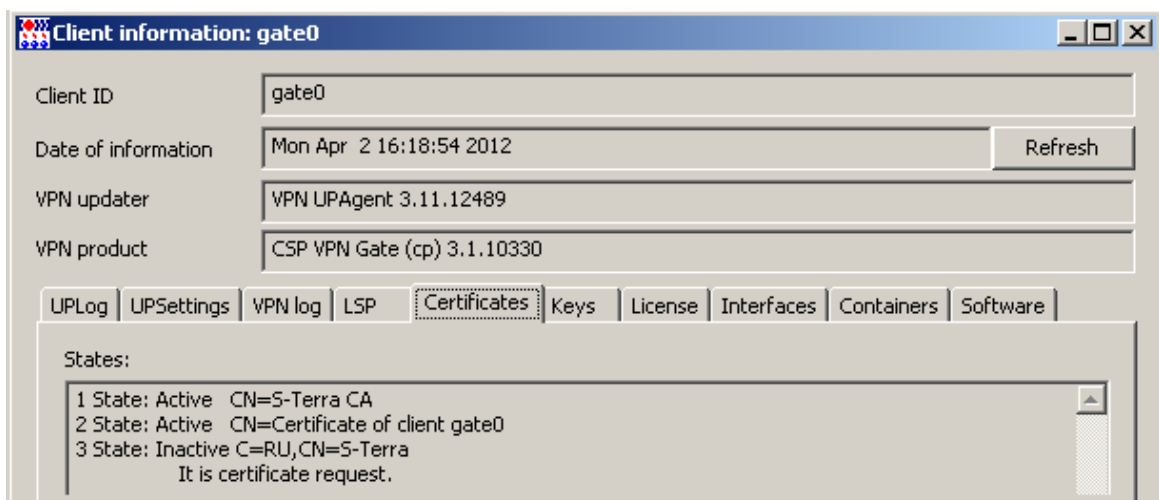 Client information: gate0
Client ID gate0
Date of information Mon Apr  2 16:18:54 2012 Refresh
VPN updater VPN UPAgent 3.11.12489
VPN product CSP VPN Gate (cp) 3.1.10330
UPLog UPSettings VPN log LSP Certificates Keys License Interfaces Containers Software
States:
1 State: Active   CN=S-Terra CA
2 State: Active   CN=Certificate of client gate0
3 State: Inactive C=RU,CN=S-Terra
It is certificate request.